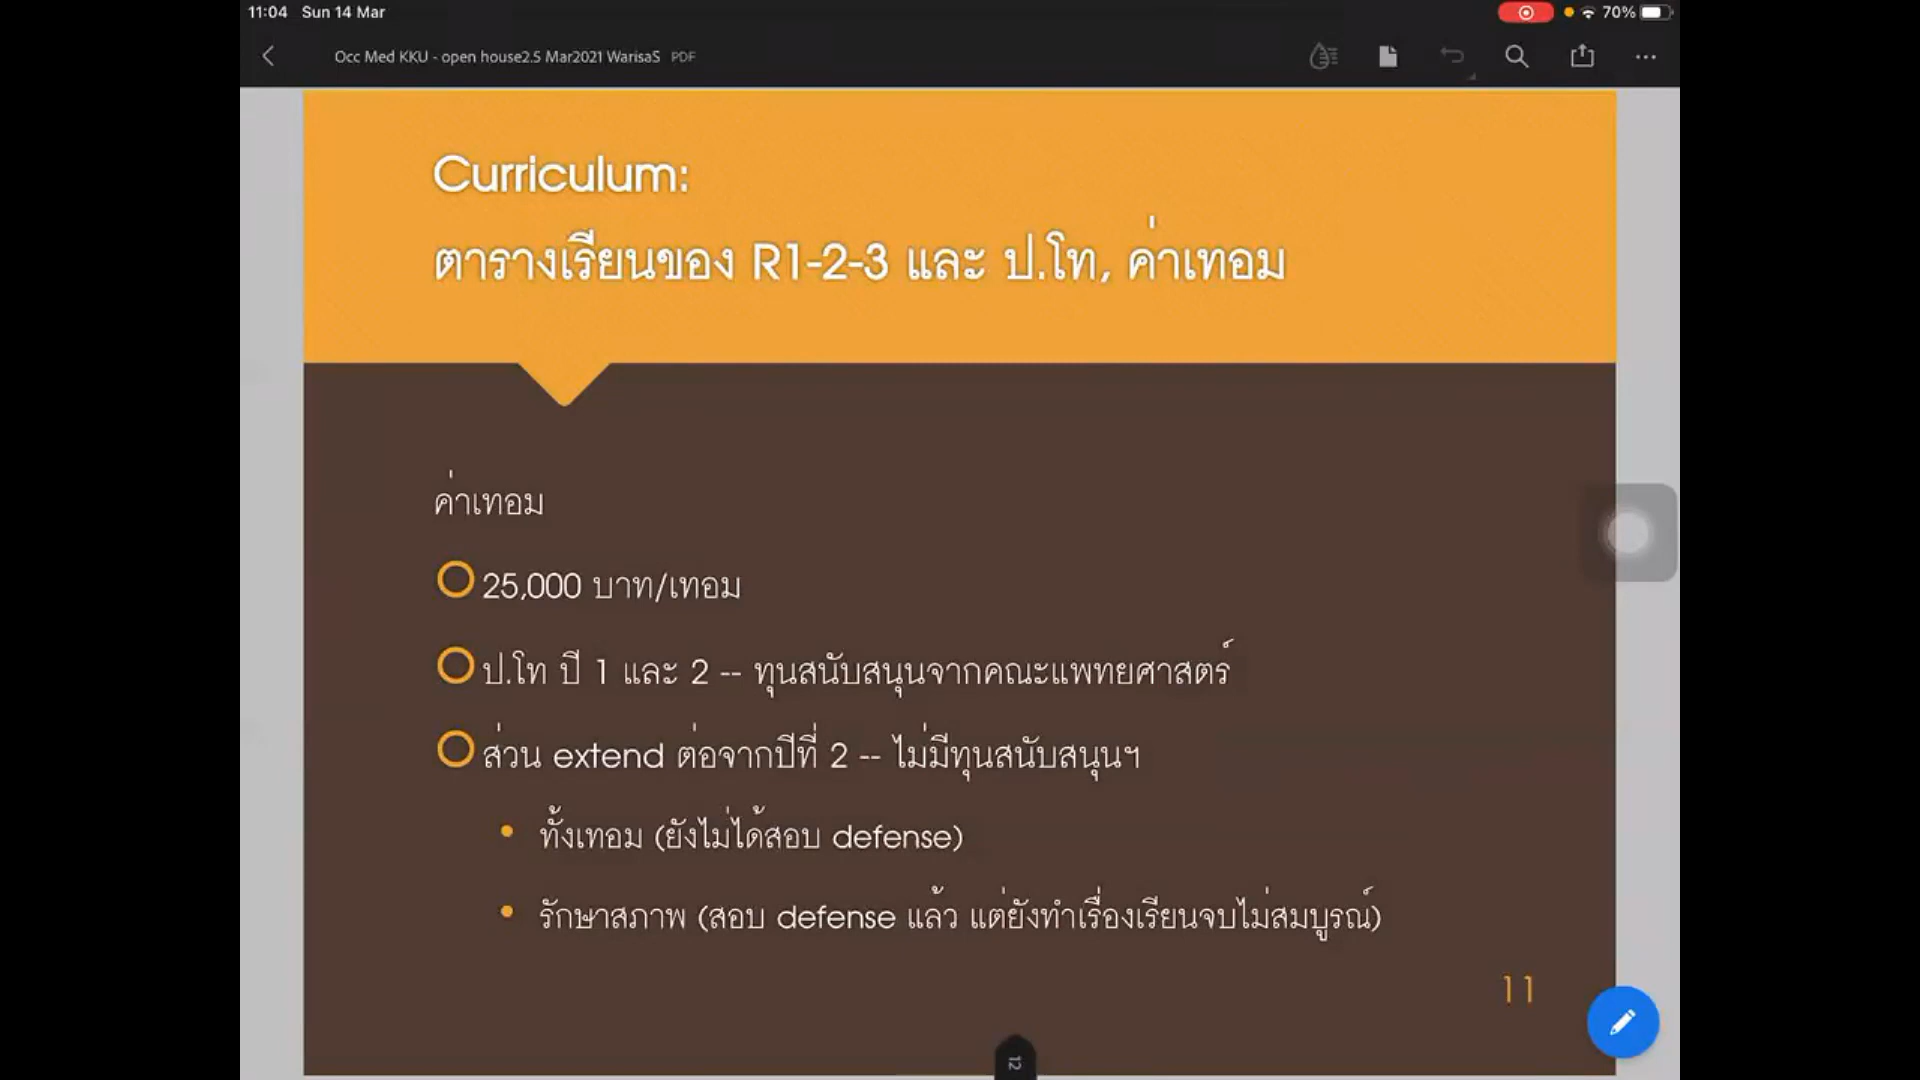 11:04 Sun 14 Mar
70%
Occ Med KKU - open house2.5 Mar2021 WarisaS PDF
Curriculum:
ตารางเรียนของ R1-2-3 และ ป.โท, ค่าเทอม
ค่าเทอม
25,000 บาท/เทอม
ป.โท ปี 1 และ 2 -- ทุนสนับสนุนจากคณะแพทยศาสตร์
ส่วน extend ต่อจากปีที่ 2 -- ไม่มีทุนสนับสนุนฯ
• ทั้งเทอม (ยังไม่ได้สอบ defense)
• รักษาสภาพ (สอบ defense แล้ว แต่ยังทำเรื่องเรียนจบไม่สมบูรณ์)
11
12